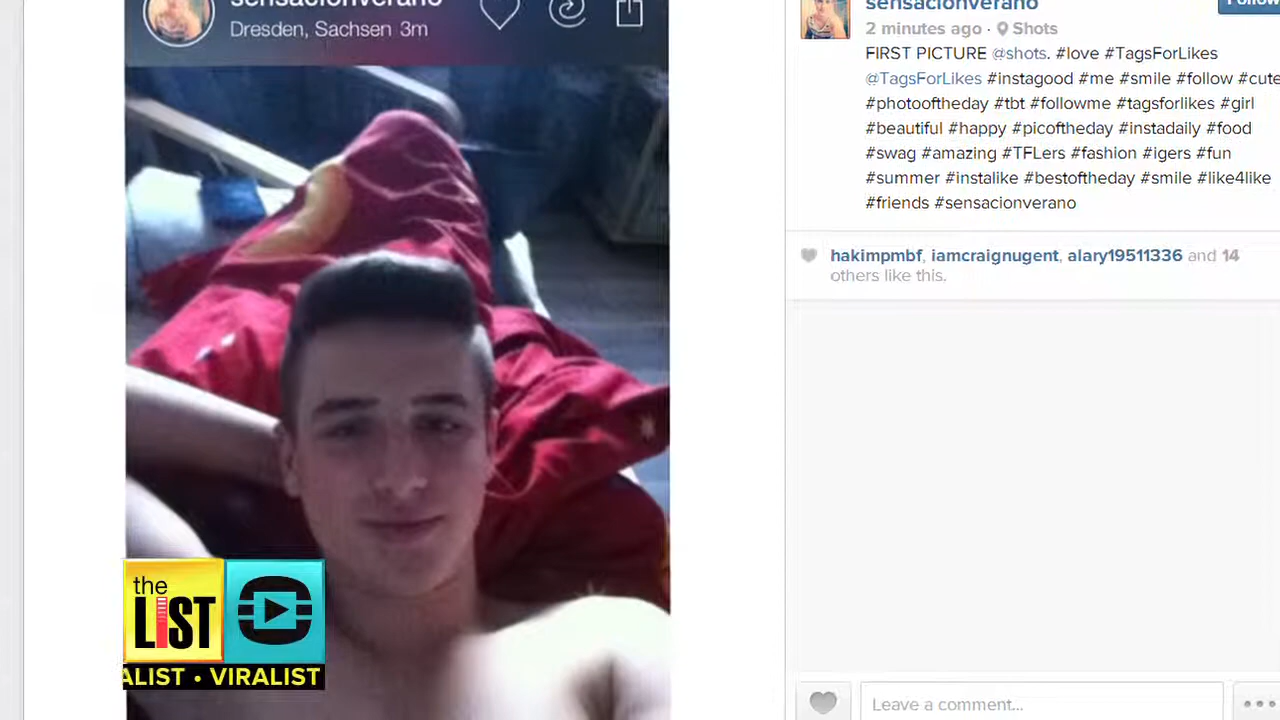 sensacionverano
Dresden, Sachsen 3m
sensacionverano
Follow
2 minutes ago · Shots
FIRST PICTURE @shots. #love #TagsForLikes
@TagsForLikes #instagood #me #smile #follow #cute
#photooftheday #tbt #followme #tagsforlikes #girl
#beautiful #happy #picoftheday #instadaily #food
#swag #amazing #TFLers #fashion #igers #fun
#summer #instalike #bestoftheday #smile #like4like
#friends #sensacionverano
hakimpmbf, iamcraignugent, alary19511336 and 14
others like this.
the
LIST
ALIST • VIRALIST
Leave a comment...